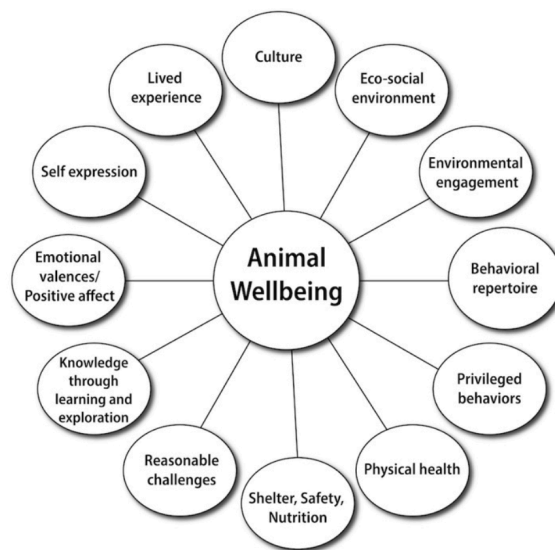 Culture
Eco-social
environment
Environmental
engagement
Behavioral
repertoire
Privileged
behaviors
Physical health
Shelter, Safety,
Nutrition
Reasonable
challenges
Knowledge
through
learning and
exploration
Emotional
valences/
Positive affect
Self expression
Lived
experience
Animal
Wellbeing